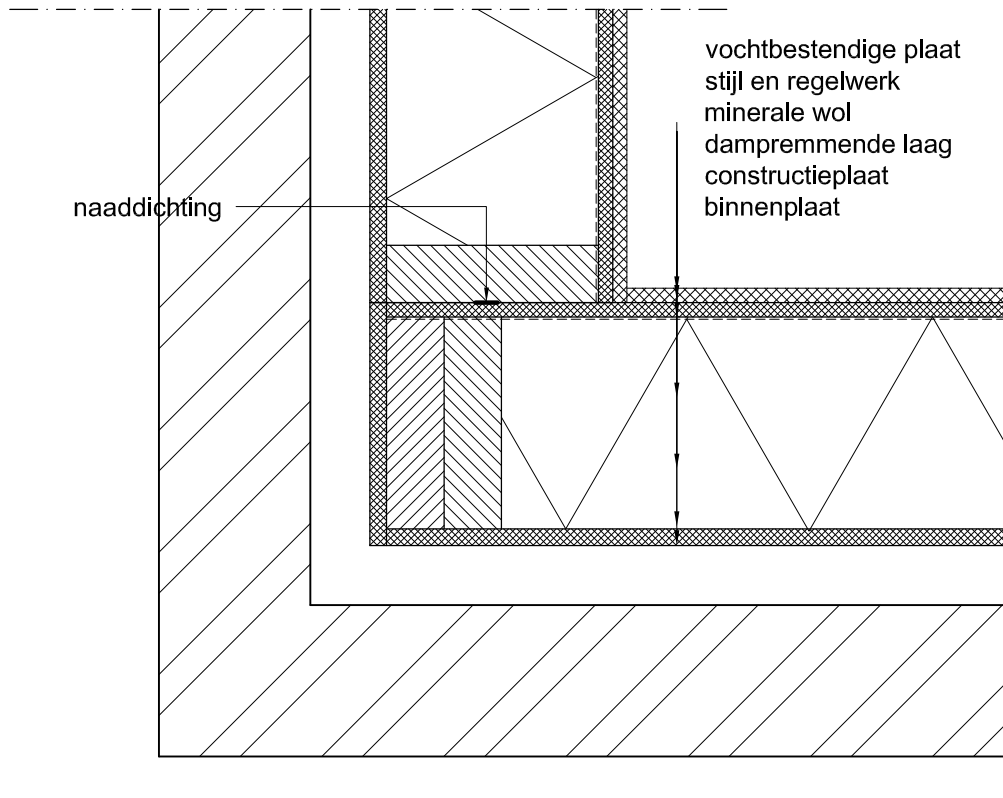 vochtbestendige plaat
stijl en regelwerk
minerale wol
dampremmende laag
constructieplaat
binnenplaat
naaddichting